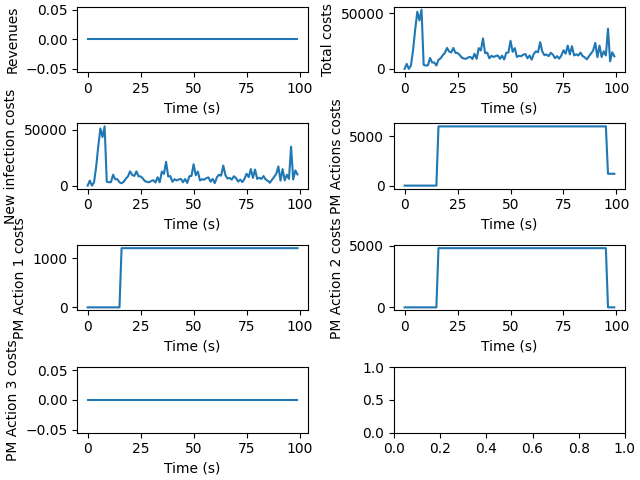 Revenues
0.05
0.00
−0.05
0 25 50 75 100
Time (s)
Total costs
50000
0
0 25 50 75 100
Time (s)
New infection costs
50000
0
0 25 50 75 100
Time (s)
PM Actions costs
5000
0
0 25 50 75 100
Time (s)
PM Action 1 costs
1000
0
0 25 50 75 100
Time (s)
PM Action 2 costs
5000
0
0 25 50 75 100
Time (s)
PM Action 3 costs
0.05
0.00
−0.05
0 25 50 75 100
Time (s)
1.0
0.5
0.0
0.0 0.2 0.4 0.6 0.8 1.0